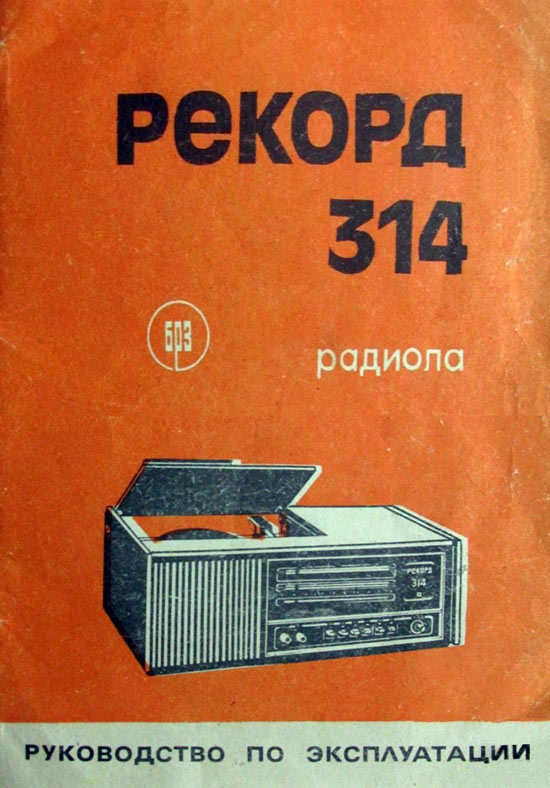 РЕКОРД
314
БРЗ
радиола
РЕКОРД
314
РУКОВОДСТВО ПО ЭКСПЛУАТАЦИИ